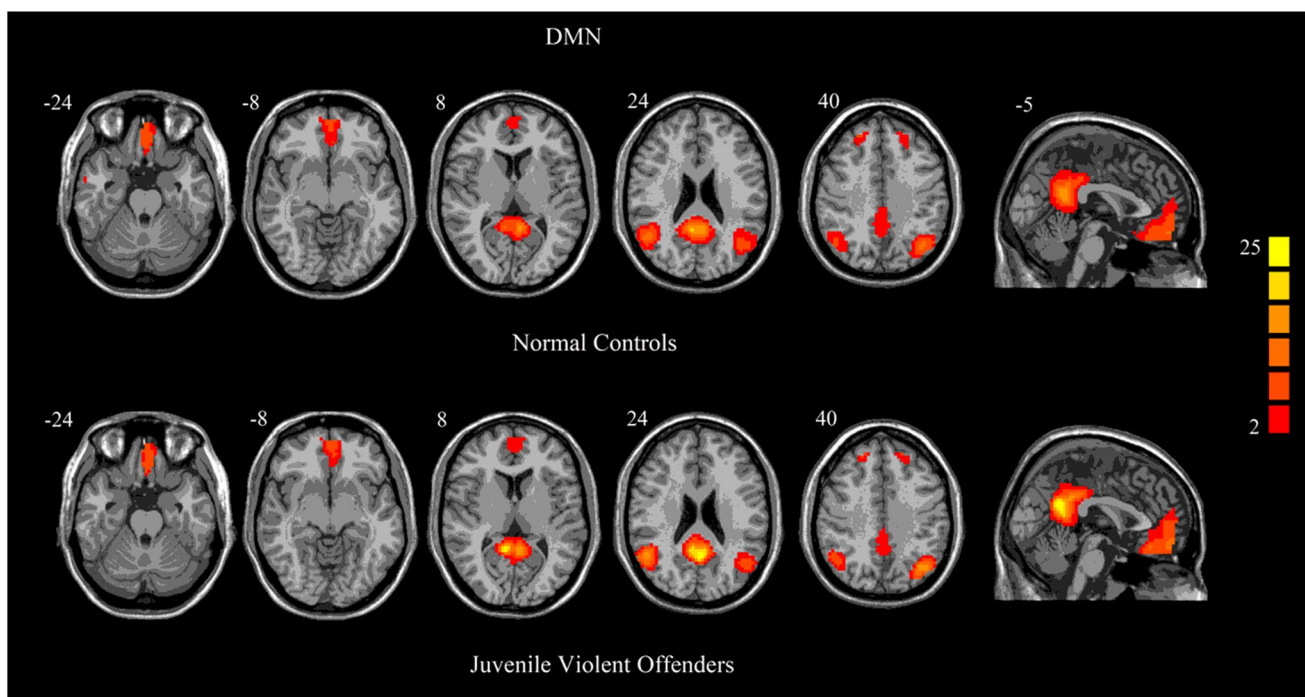 DMN
-24 -8 8 24 40 -5
25
2
Normal Controls
-24 -8 8 24 40
Juvenile Violent Offenders